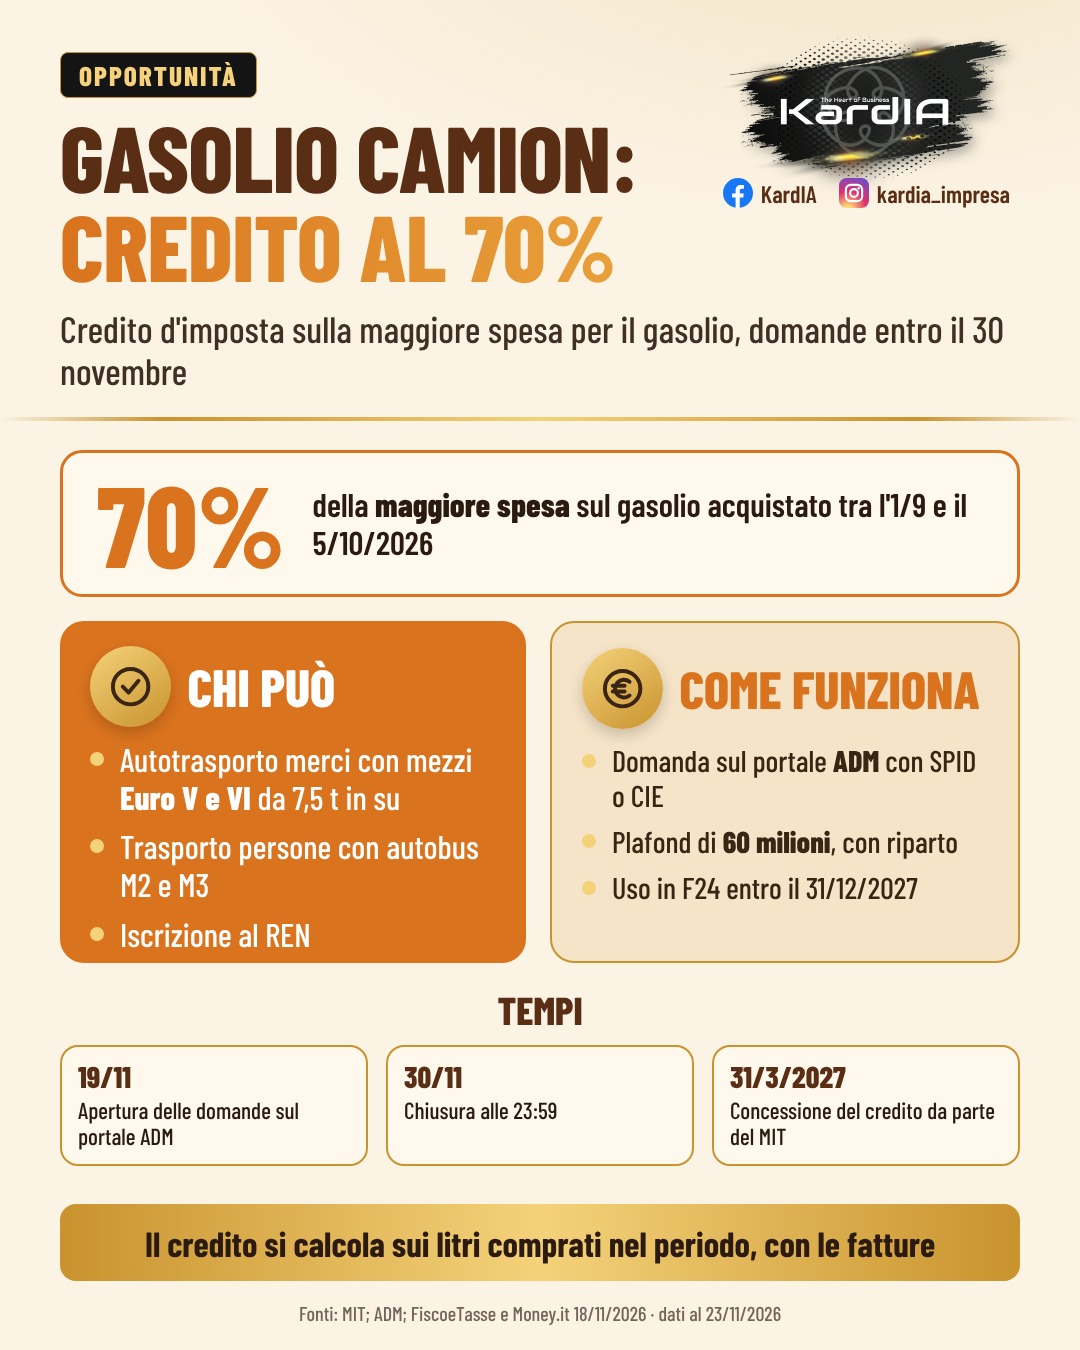 OPPORTUNITÀ
The Heart of Business
KardIA
GASOLIO CAMION:
KardIA
kardia_impresa
CREDITO AL 70%
Credito d'imposta sulla maggiore spesa per il gasolio, domande entro il 30
novembre
70%
della maggiore spesa sul gasolio acquistato tra l'1/9 e il
5/10/2026
CHI PUÒ
Autotrasporto merci con mezzi
Euro V e VI da 7,5 t in su
Trasporto persone con autobus
M2 e M3
Iscrizione al REN
COME FUNZIONA
Domanda sul portale ADM con SPID
o CIE
Plafond di 60 milioni, con riparto
Uso in F24 entro il 31/12/2027
TEMPI
19/11
Apertura delle domande sul
portale ADM
30/11
Chiusura alle 23:59
31/3/2027
Concessione del credito da parte
del MIT
Il credito si calcola sui litri comprati nel periodo, con le fatture
Fonti: MIT; ADM; FiscoeTasse e Money.it 18/11/2026 · dati al 23/11/2026